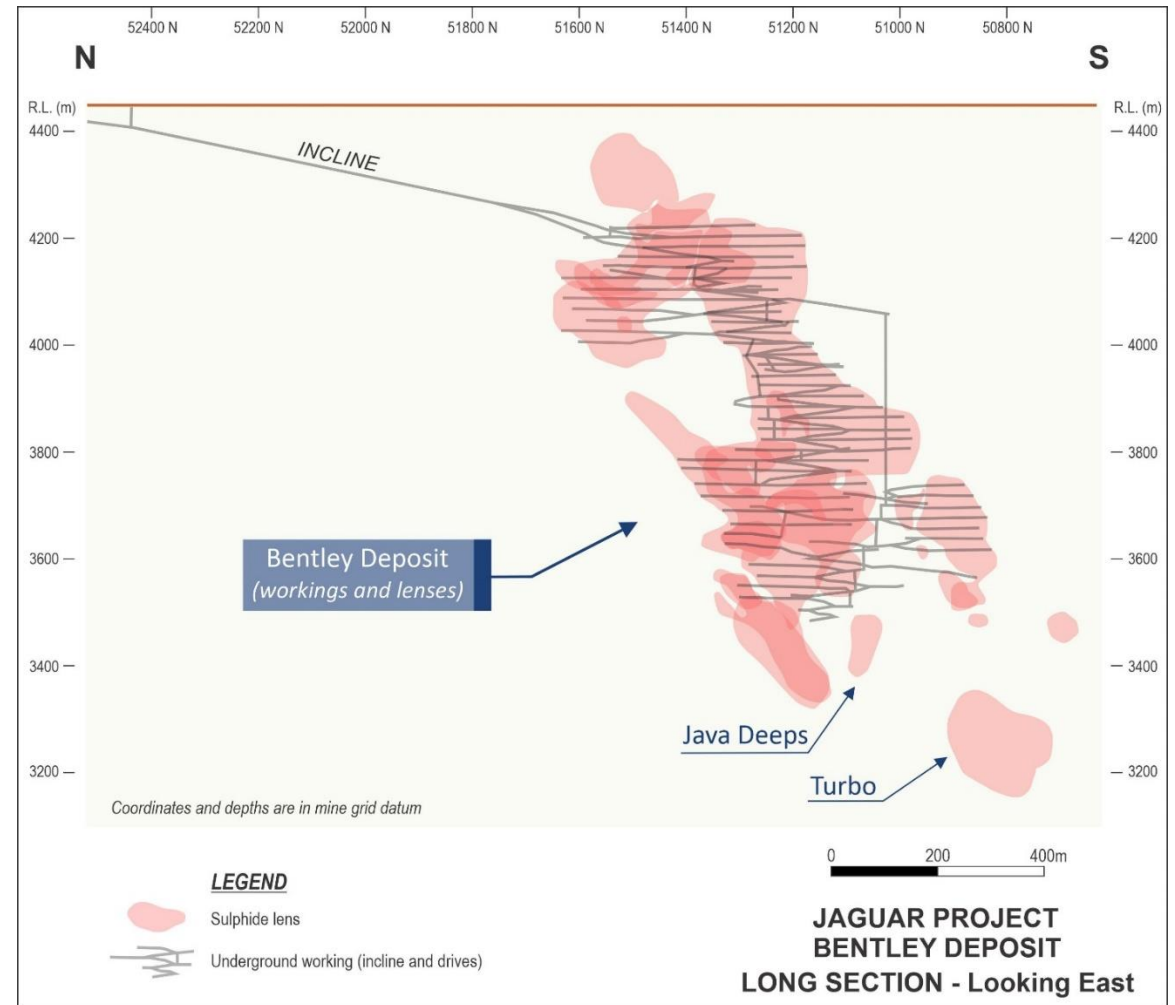 52400 N 52200 N 52000 N 51800 N 51600 N 51400 N 51200 N 51000 N 50800 N
N S
R.L. (m) R.L. (m)
4400 4400
INCLINE
4200 4200
4000 4000
3800 3800
Bentley Deposit
(workings and lenses)
3600 3600
3400 3400
Java Deeps
Turbo
3200 3200
Coordinates and depths are in mine grid datum
0 200 400m
LEGEND
Sulphide lens
Underground working (incline and drives)
JAGUAR PROJECT
BENTLEY DEPOSIT
LONG SECTION - Looking East